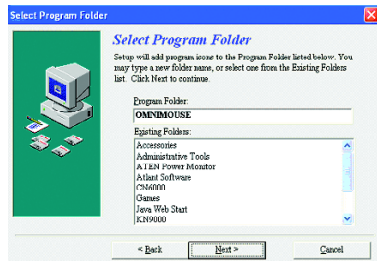 Select Program Folder
Select Program Folder
Setup will add program icons to the Program Folder listed below. You
may type a new folder name, or select one from the Existing Folders
list. Click Next to continue.
Program Folder:
OMNIMOUSE
Existing Folders:
Accessories
Administrative Tools
ATEN Power Monitor
Atlant Software
CN6000
Games
Java Web Start
KN9000
< Back
Next >
Cancel